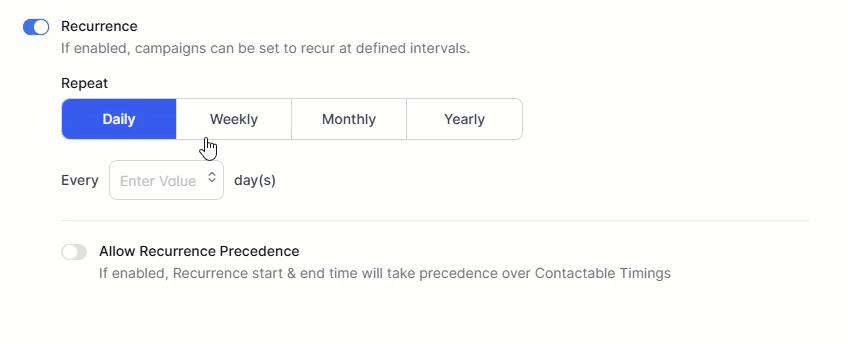 Recurrence
If enabled, campaigns can be set to recur at defined intervals.
Repeat
Daily Weekly Monthly Yearly
Every Enter Value day(s)
Allow Recurrence Precedence
If enabled, Recurrence start & end time will take precedence over Contactable Timings